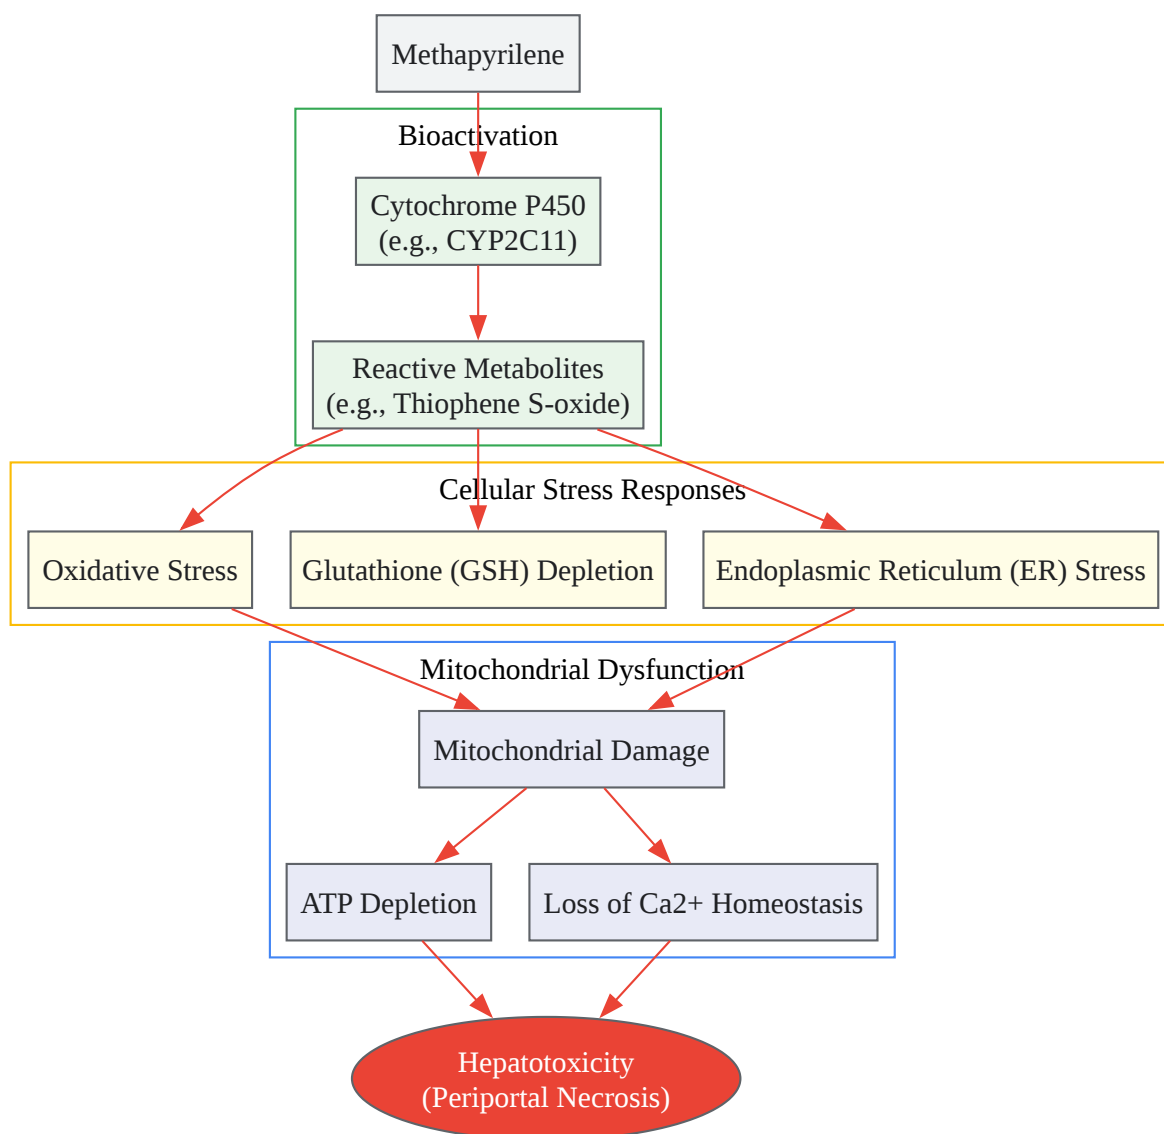 Methapyrilene
Bioactivation
Cytochrome P450
(e.g., CYP2C11)
Reactive Metabolites
(e.g., Thiophene S-oxide)
Cellular Stress Responses
Oxidative Stress
Glutathione (GSH) Depletion
Endoplasmic Reticulum (ER) Stress
Mitochondrial Dysfunction
Mitochondrial Damage
ATP Depletion
Loss of Ca2+ Homeostasis
Hepatotoxicity
(Periportal Necrosis)